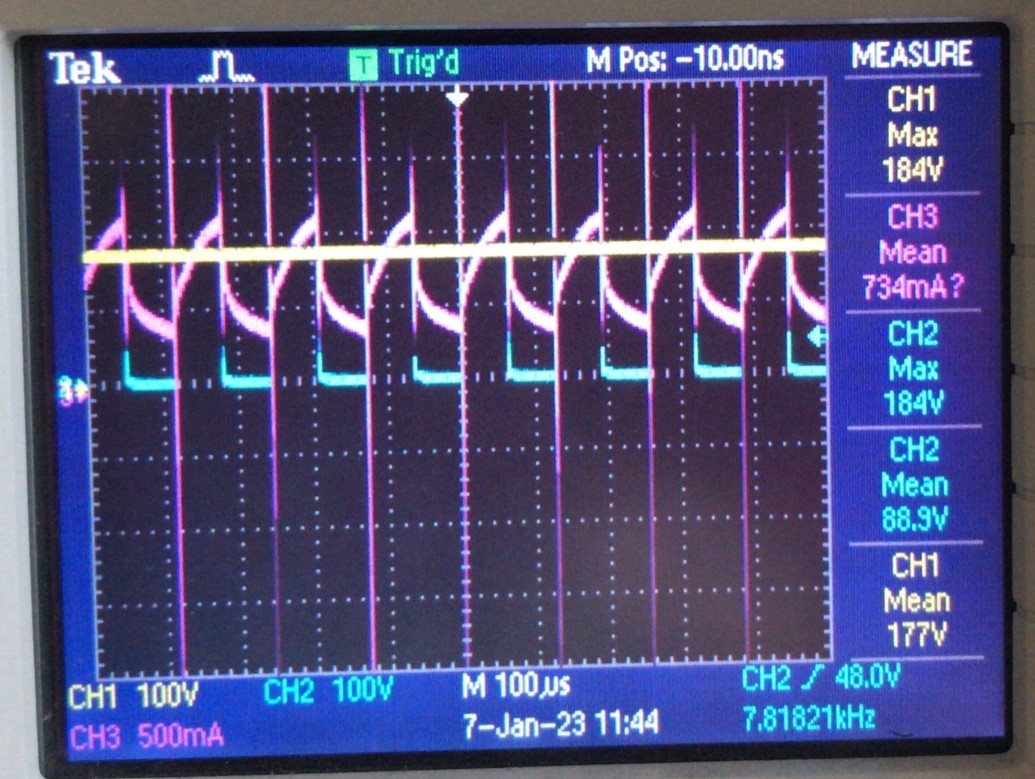 Tek T Trig'd M Pos: -10.00ns MEASURE
CH1
Max
184V
CH3
Mean
734mA?
CH2
Max
184V
CH2
Mean
88.9V
CH1
Mean
177V
CH1 100V CH2 100V M 100µs CH2 48.0V
CH3 500mA 7-Jan-23 11:44 7.81821kHz